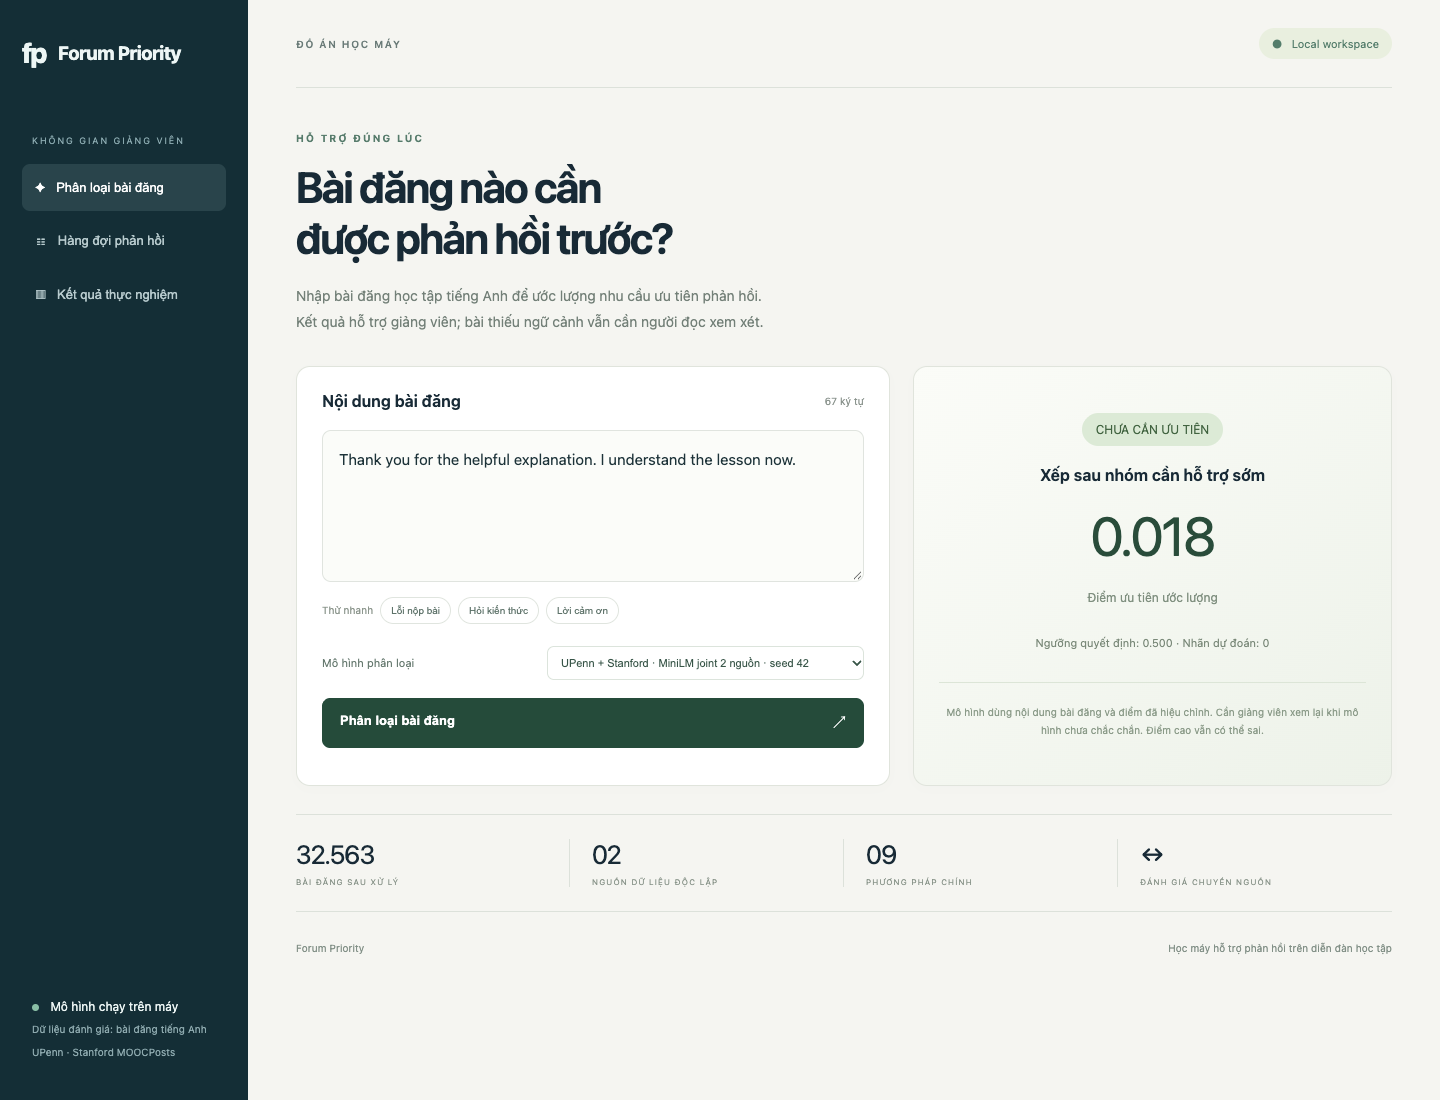 fp Forum Priority
KHÔNG GIAN GIẢNG VIÊN
Phân loại bài đăng
Hàng đợi phản hồi
Kết quả thực nghiệm
Mô hình chạy trên máy
Dữ liệu đánh giá: bài đăng tiếng Anh
UPenn · Stanford MOOCPosts
ĐỒ ÁN HỌC MÁY
Local workspace
HỖ TRỢ ĐÚNG LÚC
Bài đăng nào cần
được phản hồi trước?
Nhập bài đăng học tập tiếng Anh để ước lượng nhu cầu ưu tiên phản hồi.
Kết quả hỗ trợ giảng viên; bài thiếu ngữ cảnh vẫn cần người đọc xem xét.
Nội dung bài đăng
67 ký tự
Thank you for the helpful explanation. I understand the lesson now.
Thử nhanh
Lỗi nộp bài
Hỏi kiến thức
Lời cảm ơn
Mô hình phân loại
UPenn + Stanford · MiniLM joint 2 nguồn · seed 42
Phân loại bài đăng
CHƯA CẦN ƯU TIÊN
Xếp sau nhóm cần hỗ trợ sớm
0.018
Điểm ưu tiên ước lượng
Ngưỡng quyết định: 0.500 · Nhãn dự đoán: 0
Mô hình dùng nội dung bài đăng và điểm đã hiệu chỉnh. Cần giảng viên xem lại khi mô
hình chưa chắc chắn. Điểm cao vẫn có thể sai.
32.563
BÀI ĐĂNG SAU XỬ LÝ
02
NGUỒN DỮ LIỆU ĐỘC LẬP
09
PHƯƠNG PHÁP CHÍNH
↔
ĐÁNH GIÁ CHUYỂN NGUỒN
Forum Priority
Học máy hỗ trợ phản hồi trên diễn đàn học tập